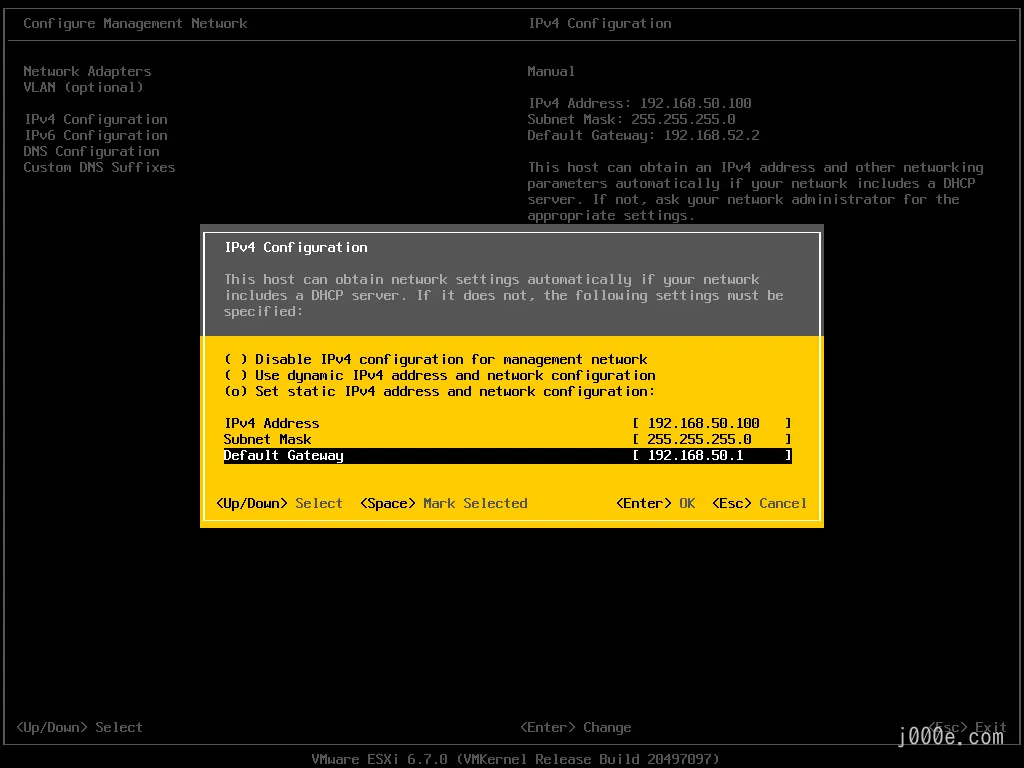 Configure Management Network
IPv4 Configuration
Network Adapters
VLAN (optional)
IPv4 Configuration
IPv6 Configuration
DNS Configuration
Custom DNS Suffixes
Manual
IPv4 Address: 192.168.50.100
Subnet Mask: 255.255.255.0
Default Gateway: 192.168.52.2
This host can obtain an IPv4 address and other networking
parameters automatically if your network includes a DHCP
server. If not, ask your network administrator for the
appropriate settings.
IPv4 Configuration
This host can obtain network settings automatically if your network
includes a DHCP server. If it does not, the following settings must be
specified:
( ) Disable IPv4 configuration for management network
( ) Use dynamic IPv4 address and network configuration
(o) Set static IPv4 address and network configuration:
IPv4 Address [ 192.168.50.100 ]
Subnet Mask [ 255.255.255.0 ]
Default Gateway [ 192.168.50.1 ]
<Up/Down> Select <Space> Mark Selected <Enter> OK <Esc> Cancel
<Up/Down> Select <Enter> Change <Esc> Exit
j000e.com
VMware ESXi 6.7.0 (VMKernel Release Build 20497097)